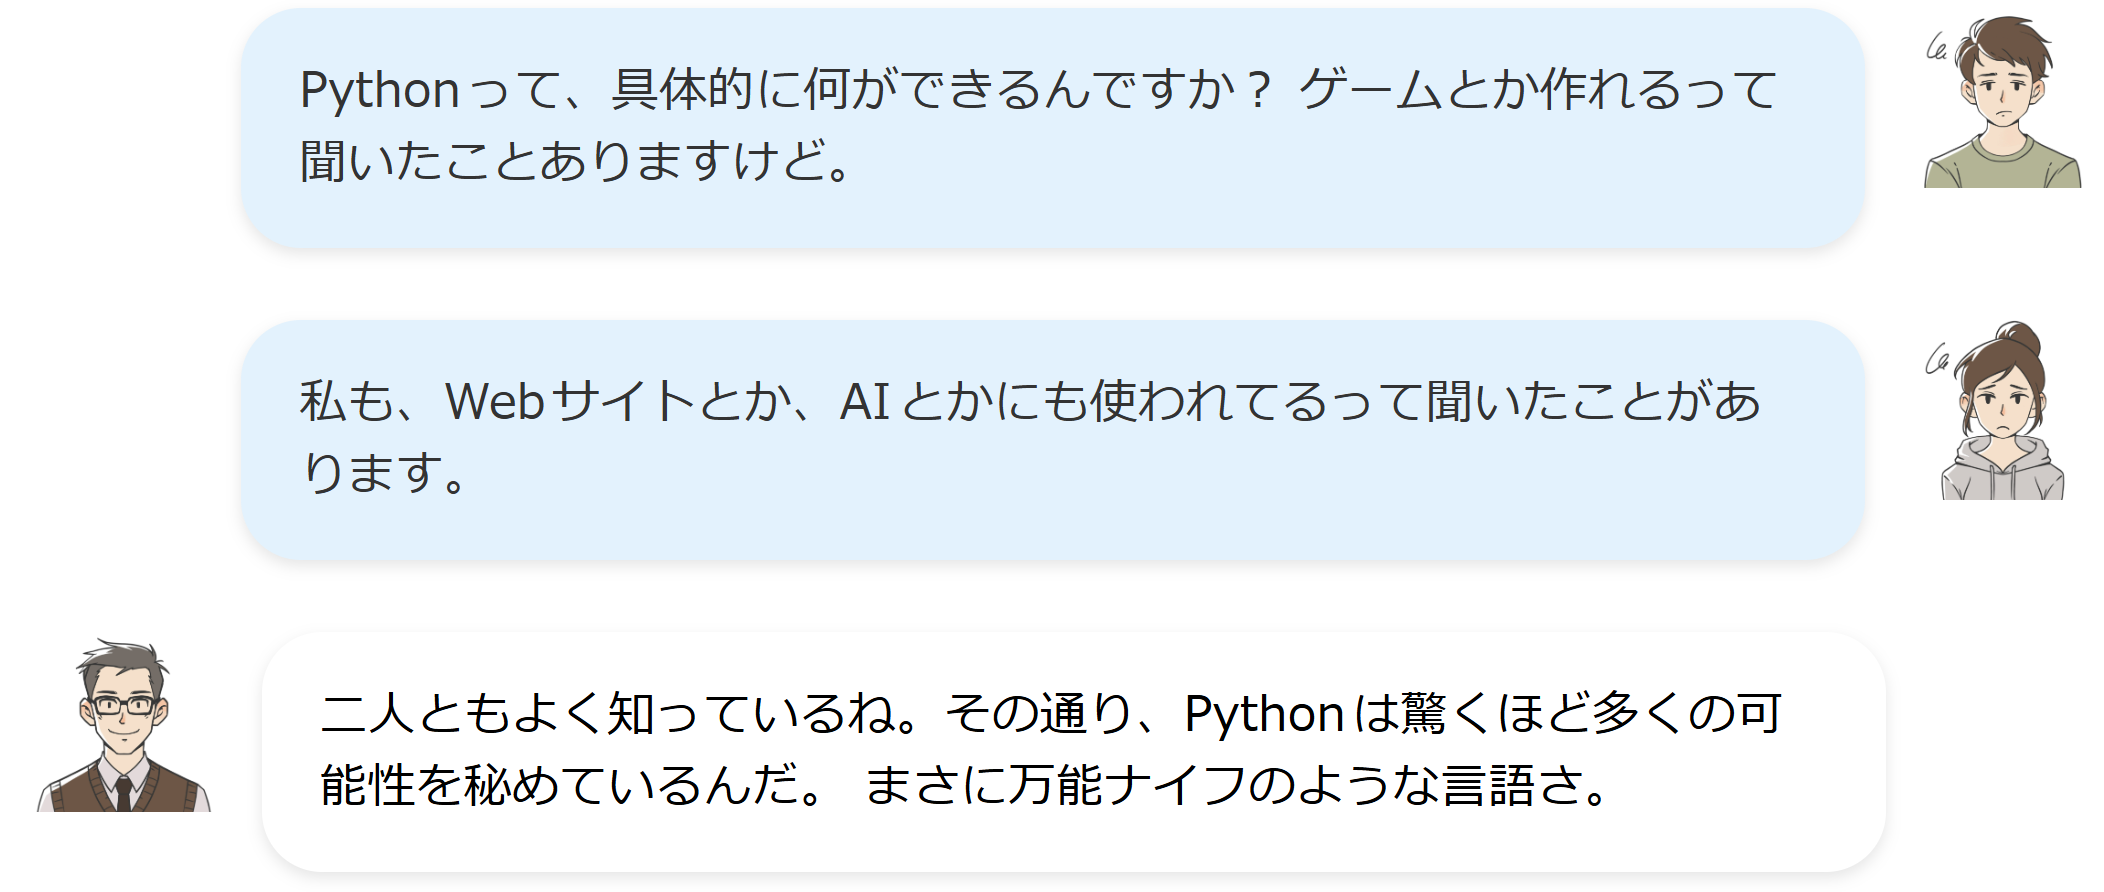 Pythonって、具体的に何ができるんですか？ ゲームとか作れるって
聞いたことありますけど。
私も、Webサイトとか、AIとかにも使われてるって聞いたことがあ
ります。
二人ともよく知っているね。その通り、Pythonは驚くほど多くの可
能性を秘めているんだ。 まさに万能ナイフのような言語さ。